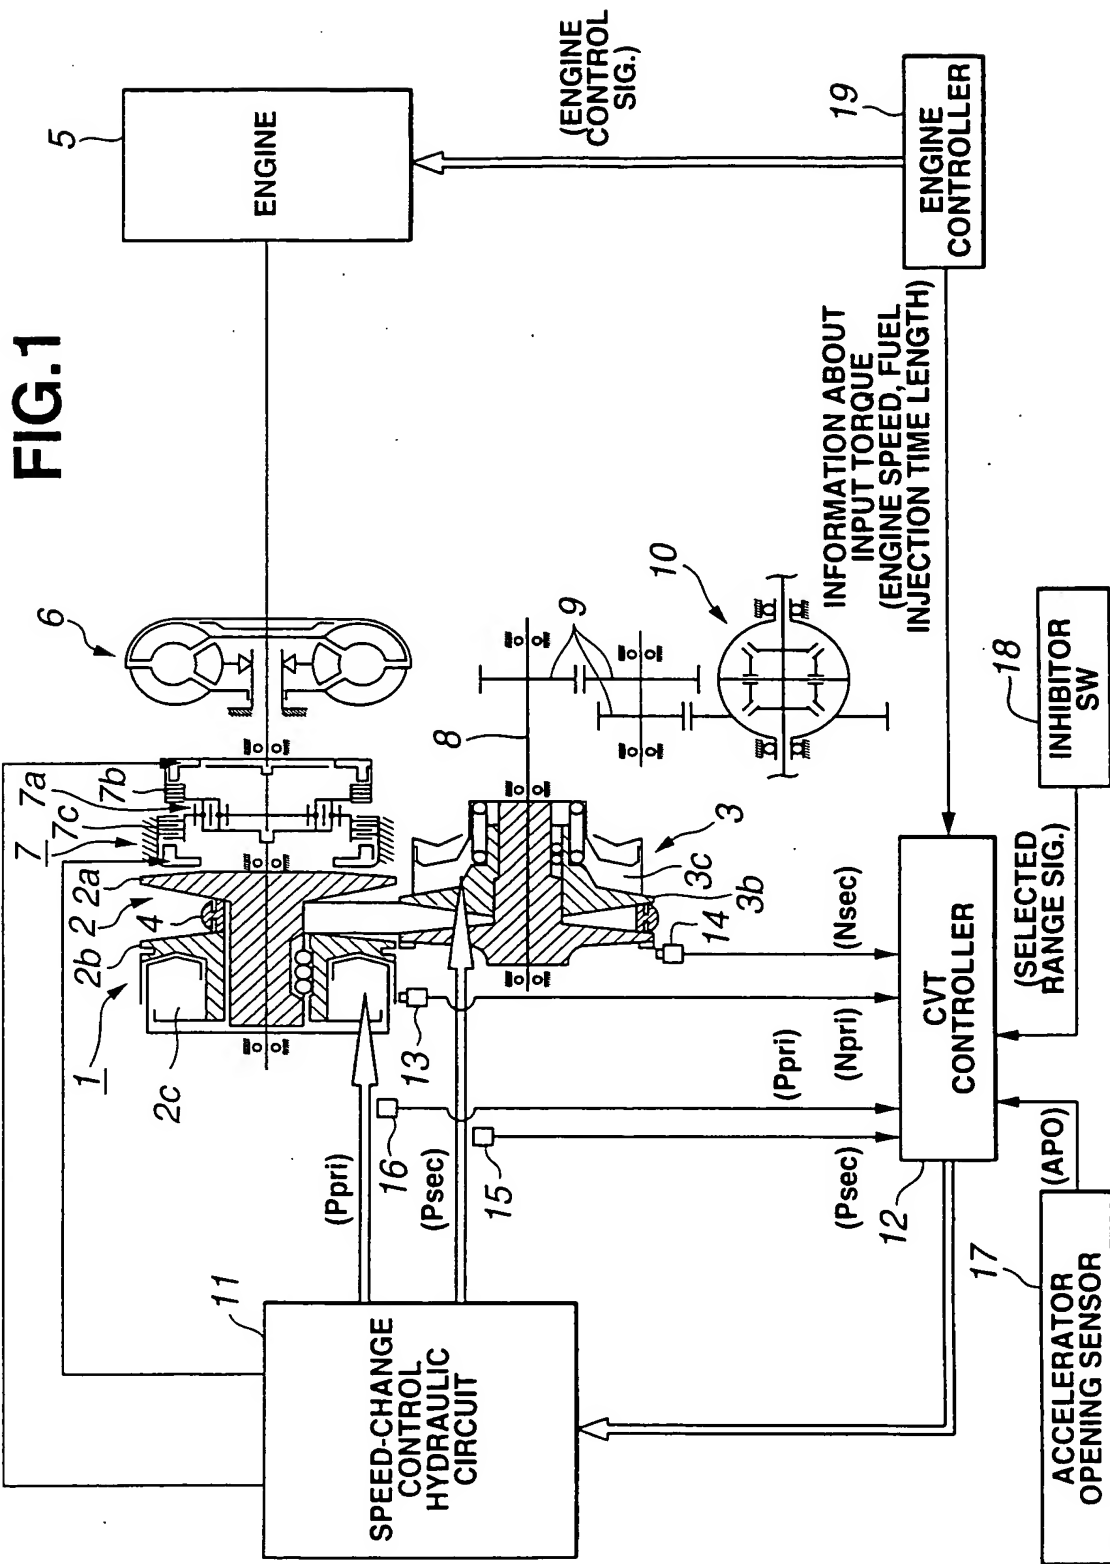 FIG.1
5
ENGINE
(ENGINE
CONTROL
SIG.)
19
ENGINE
CONTROLLER
6
7
7c
7a
7b
2
2a
4
2b
1
2c
8
9
10
3
3c
3b
14
13
16
15
(Ppri)
(Psec)
11
SPEED-CHANGE
CONTROL
HYDRAULIC
CIRCUIT
INFORMATION ABOUT
INPUT TORQUE
(ENGINE SPEED, FUEL
INJECTION TIME LENGTH)
(Nsec)
(Npri)
(Ppri)
(Psec)
12
CVT
CONTROLLER
(SELECTED
RANGE SIG.)
18
INHIBITOR
SW
(APO)
17
ACCELERATOR
OPENING SENSOR